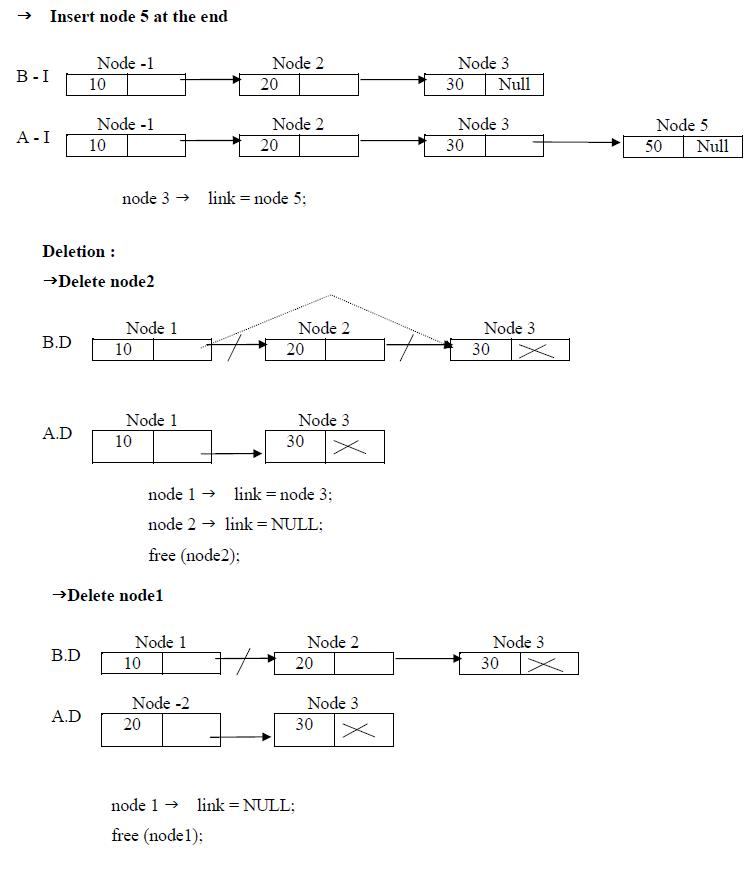 → Insert node 5 at the end
Node -1 Node 2 Node 3
B - I 10 20 30 Null
Node -1 Node 2 Node 3 Node 5
A - I 10 20 30 50 Null
node 3 → link = node 5;
Deletion :
→Delete node2
Node 1 Node 2 Node 3
B.D 10 20 30
Node 1 Node 3
A.D 10 30
node 1 → link = node 3;
node 2 → link = NULL;
free (node2);
→Delete node1
Node 1 Node 2 Node 3
B.D 10 20 30
Node -2 Node 3
A.D 20 30
node 1 → link = NULL;
free (node1);